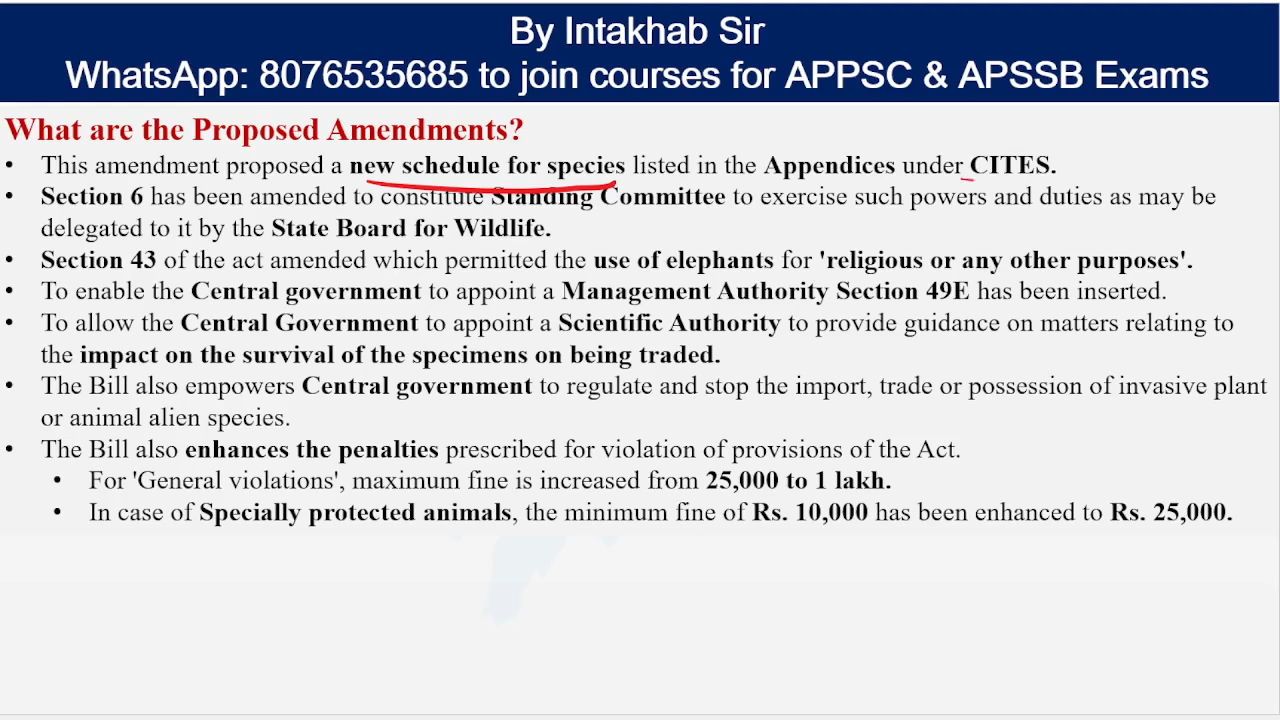 By Intakhab Sir
WhatsApp: 8076535685 to join courses for APPSC & APSSB Exams
What are the Proposed Amendments?
• This amendment proposed a new schedule for species listed in the Appendices under CITES.
• Section 6 has been amended to constitute Standing Committee to exercise such powers and duties as may be
delegated to it by the State Board for Wildlife.
• Section 43 of the act amended which permitted the use of elephants for 'religious or any other purposes'.
• To enable the Central government to appoint a Management Authority Section 49E has been inserted.
• To allow the Central Government to appoint a Scientific Authority to provide guidance on matters relating to
the impact on the survival of the specimens on being traded.
• The Bill also empowers Central government to regulate and stop the import, trade or possession of invasive plant
or animal alien species.
• The Bill also enhances the penalties prescribed for violation of provisions of the Act.
• For 'General violations', maximum fine is increased from 25,000 to 1 lakh.
• In case of Specially protected animals, the minimum fine of Rs. 10,000 has been enhanced to Rs. 25,000.